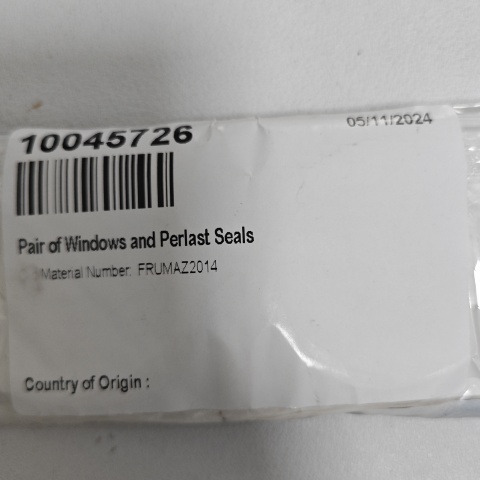 10045726
05/11/2024
Pair of Windows and Perlast Seals
Material Number: FRUMAZ2014
Country of Origin :